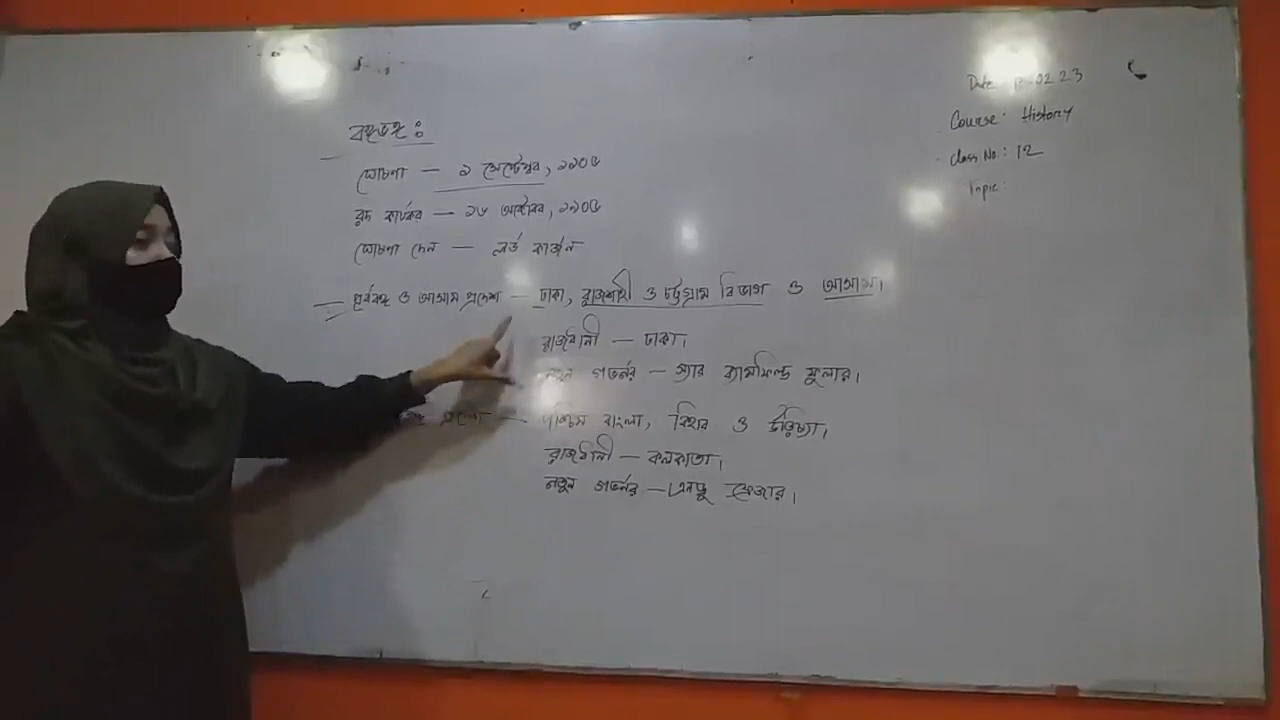 বঙ্গভঙ্গ :
ঘোষণা — ১ সেপ্টেম্বর, ১৯০৫
কার্যকর — ১৬ অক্টোবর, ১৯০৫
ঘোষণা দেন — লর্ড কার্জন
পূর্ববঙ্গ ও আসাম প্রদেশ — ঢাকা, রাজশাহী ও চট্টগ্রাম বিভাগ ও আসাম।
রাজধানী — ঢাকা।
গভর্নর — স্যার ব্যামফিল্ড ফুলার।
পশ্চিম বাংলা, বিহার ও উড়িষ্যা।
রাজধানী — কলকাতা।
নতুন গভর্নর — এনড্রু ফ্রেজার।
Date 02 23
Course: History
Class No: 12
Topic: